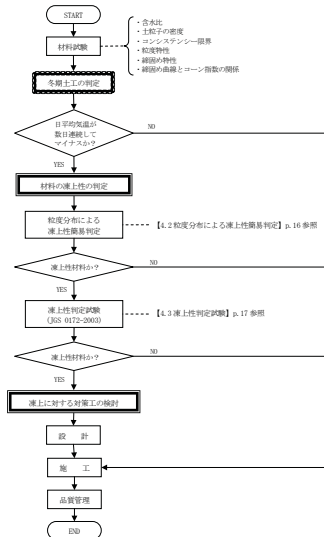 START
材料試験
・含水比
・土粒子の密度
・コンシステンシー限界
・粒度特性
・締固め特性
・締固め曲線とコーン指数の関係
冬期土工の判定
日平均気温が
数日連続して
マイナスか？
NO
YES
材料の凍上性の判定
粒度分布による
凍上性簡易判定
【4.2 粒度分布による凍上性簡易判定】p.16 参照
凍上性材料か？
NO
YES
凍上性判定試験
(JGS 0172-2003)
【4.3 凍上性判定試験】p.17 参照
凍上性材料か？
NO
YES
凍上に対する対策工の検討
設 計
施 工
品質管理
END